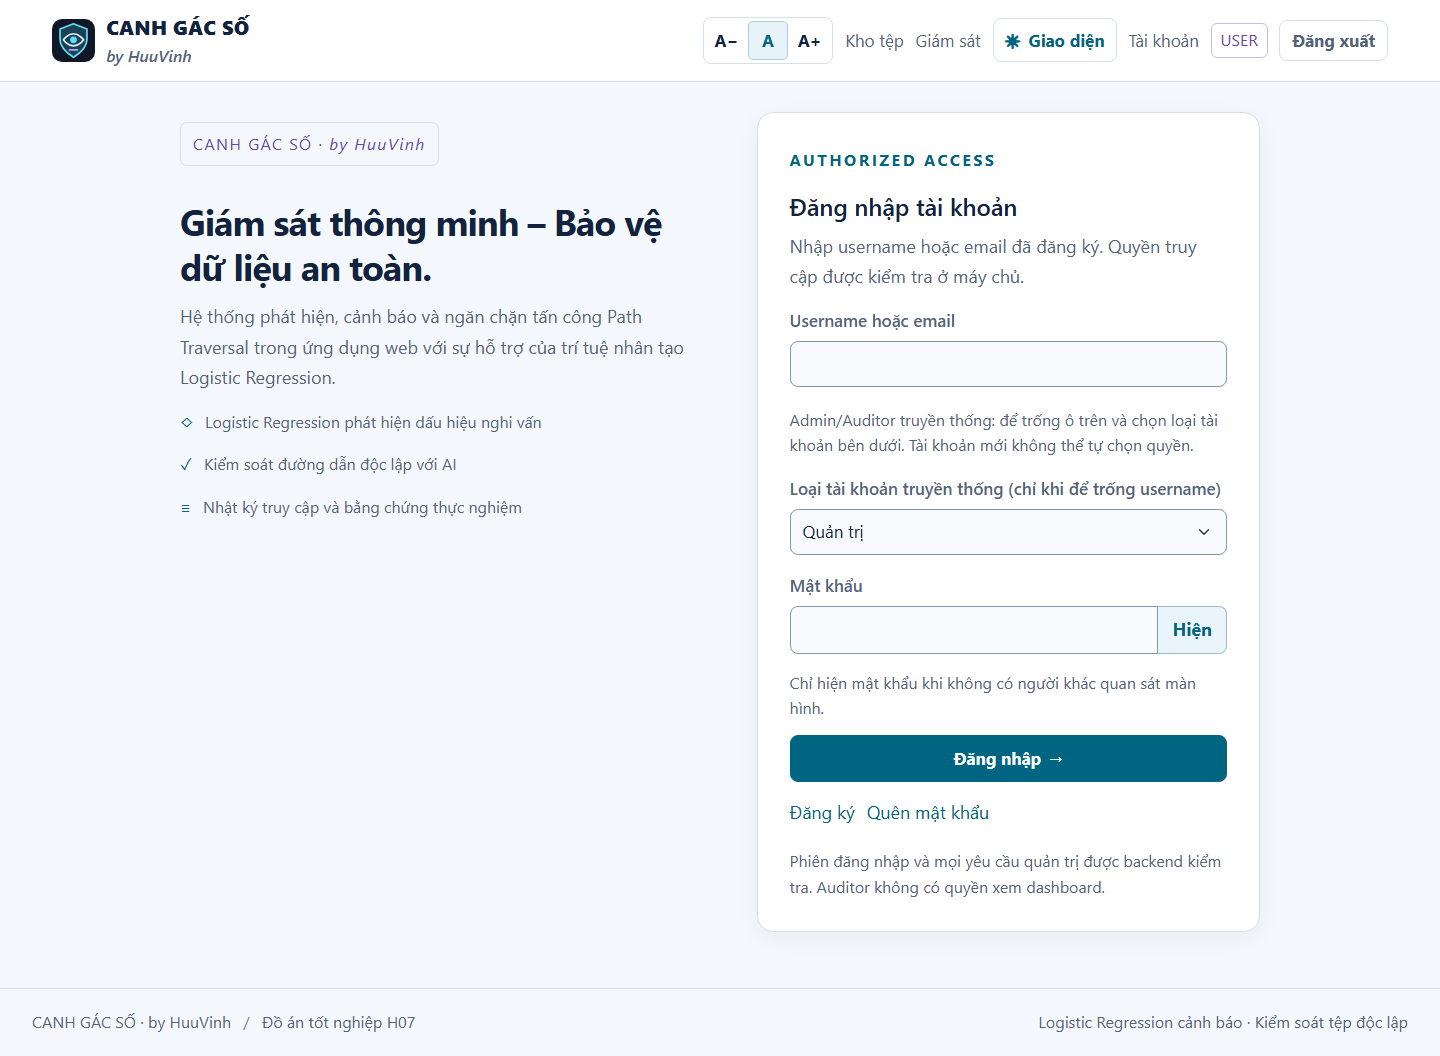 CANH GÁC SỐ
by HuuVinh
A− A A+ Kho tệp Giám sát Giao diện Tài khoản USER Đăng xuất
CANH GÁC SỐ · by HuuVinh
Giám sát thông minh – Bảo vệ
dữ liệu an toàn.
Hệ thống phát hiện, cảnh báo và ngăn chặn tấn công Path
Traversal trong ứng dụng web với sự hỗ trợ của trí tuệ nhân tạo
Logistic Regression.
◇ Logistic Regression phát hiện dấu hiệu nghi vấn
✓ Kiểm soát đường dẫn độc lập với AI
≡ Nhật ký truy cập và bằng chứng thực nghiệm
AUTHORIZED ACCESS
Đăng nhập tài khoản
Nhập username hoặc email đã đăng ký. Quyền truy
cập được kiểm tra ở máy chủ.
Username hoặc email
Admin/Auditor truyền thống: để trống ô trên và chọn loại tài
khoản bên dưới. Tài khoản mới không thể tự chọn quyền.
Loại tài khoản truyền thống (chỉ khi để trống username)
Quản trị
Mật khẩu
Hiện
Chỉ hiện mật khẩu khi không có người khác quan sát màn
hình.
Đăng nhập →
Đăng ký Quên mật khẩu
Phiên đăng nhập và mọi yêu cầu quản trị được backend kiểm
tra. Auditor không có quyền xem dashboard.
CANH GÁC SỐ · by HuuVinh / Đồ án tốt nghiệp H07
Logistic Regression cảnh báo · Kiểm soát tệp độc lập